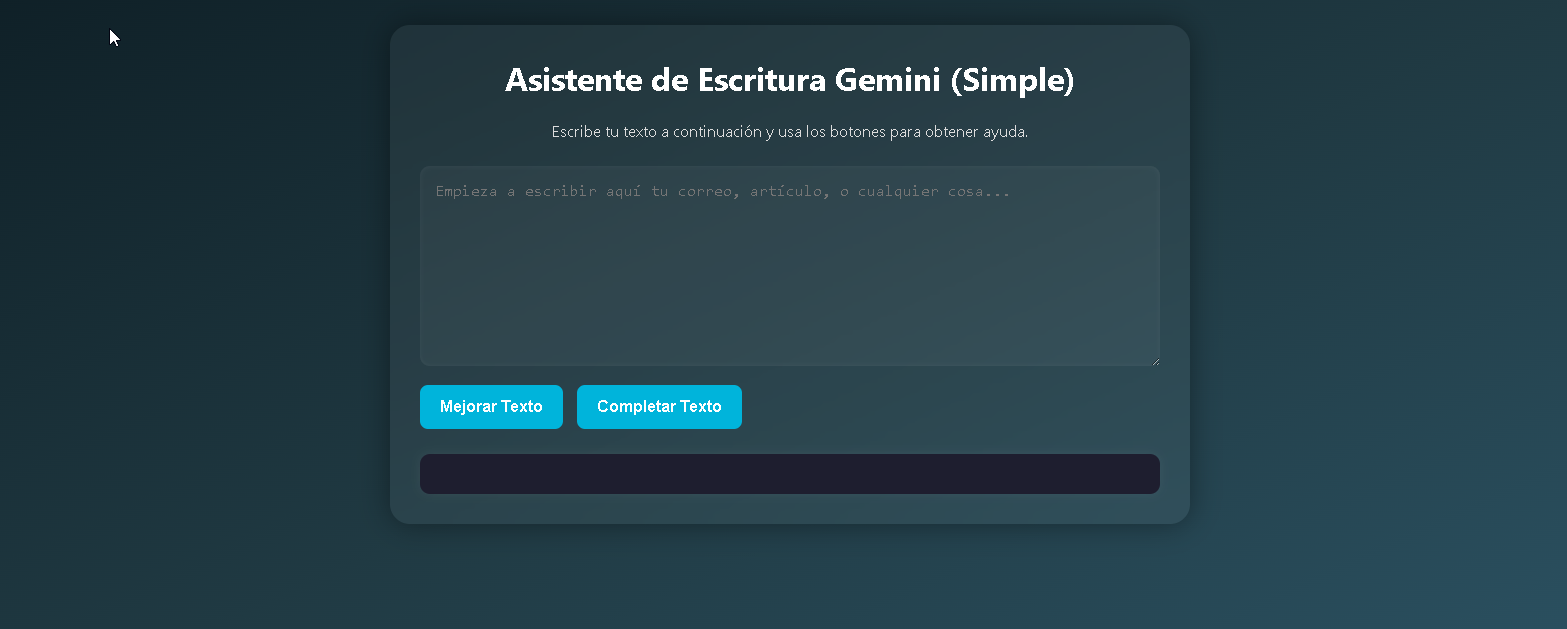 Asistente de Escritura Gemini (Simple)
Escribe tu texto a continuación y usa los botones para obtener ayuda.
Empieza a escribir aquí tu correo, artículo, o cualquier cosa...
Mejorar Texto
Completar Texto